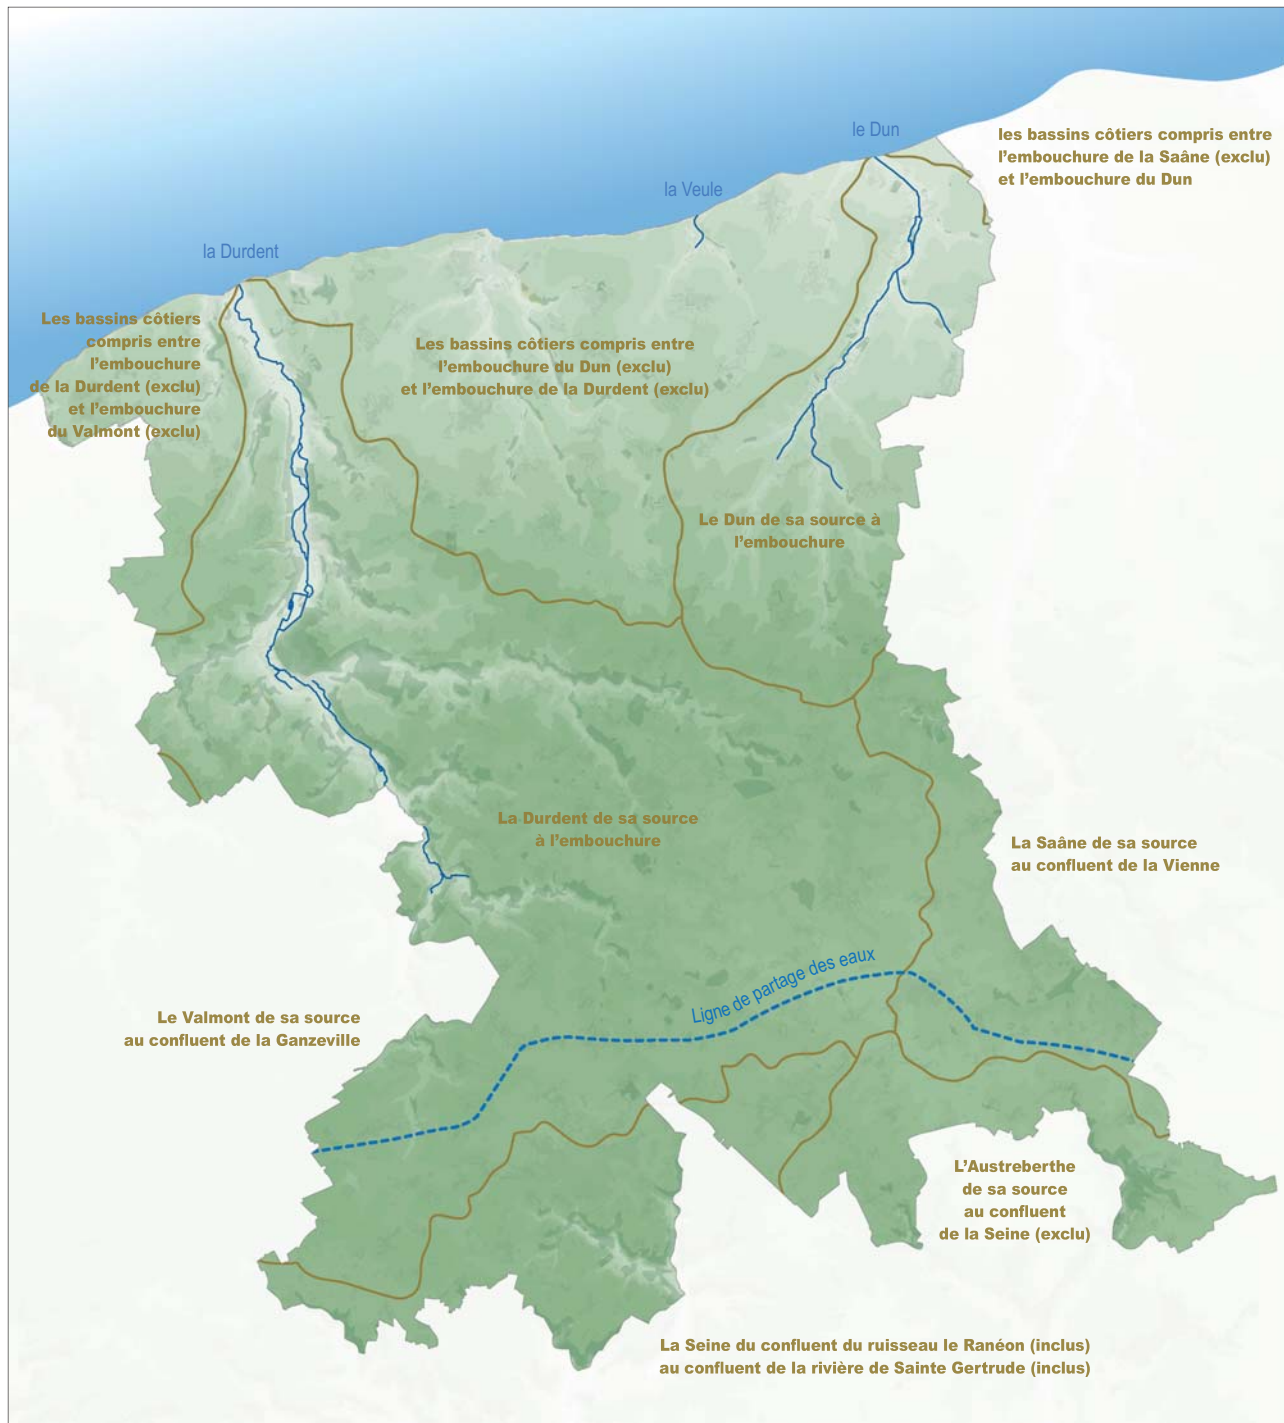 le Dun
les bassins côtiers compris entre
l’embouchure de la Saâne (exclu)
et l’embouchure du Dun
la Veule
la Durdent
Les bassins côtiers
compris entre
l’embouchure
de la Durdent (exclu)
et l’embouchure
du Valmont (exclu)
Les bassins côtiers compris entre
l’embouchure du Dun (exclu)
et l’embouchure de la Durdent (exclu)
Le Dun de sa source à
l’embouchure
La Durdent de sa source
à l’embouchure
La Saâne de sa source
au confluent de la Vienne
Ligne de partage des eaux
Le Valmont de sa source
au confluent de la Ganzeville
L’Austreberthe
de sa source
au confluent
de la Seine (exclu)
La Seine du confluent du ruisseau le Ranéon (inclus)
au confluent de la rivière de Sainte Gertrude (inclus)